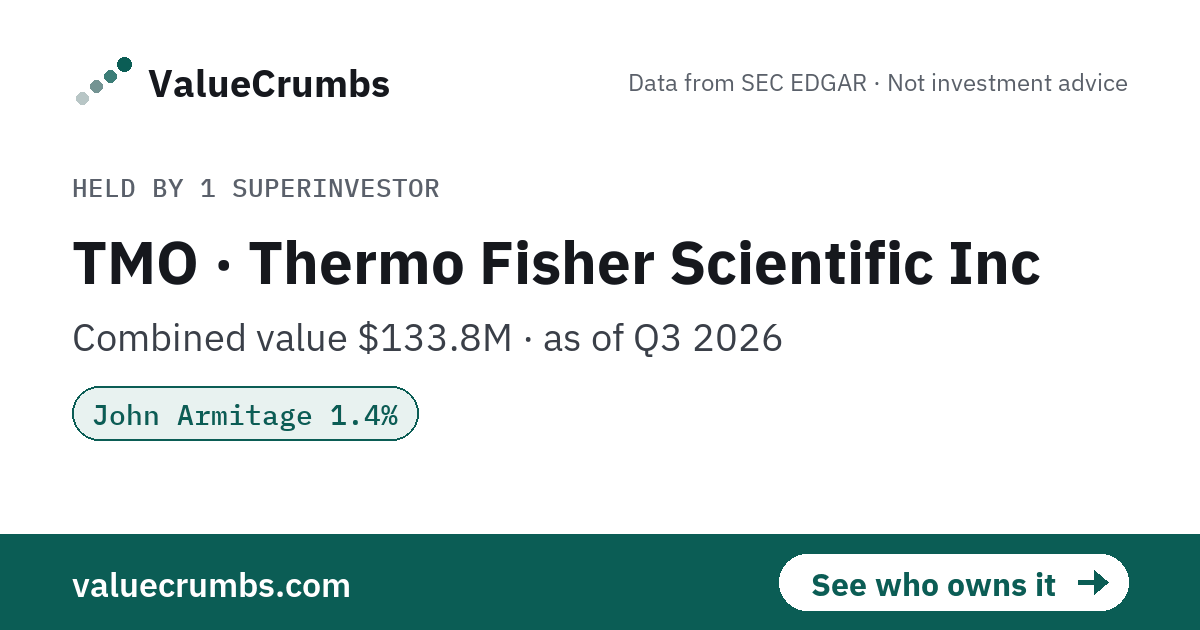 ValueCrumbs
Data from SEC EDGAR · Not investment advice
HELD BY 1 SUPERINVESTOR
TMO · Thermo Fisher Scientific Inc
Combined value $133.8M · as of Q3 2026
John Armitage 1.4%
valuecrumbs.com
See who owns it